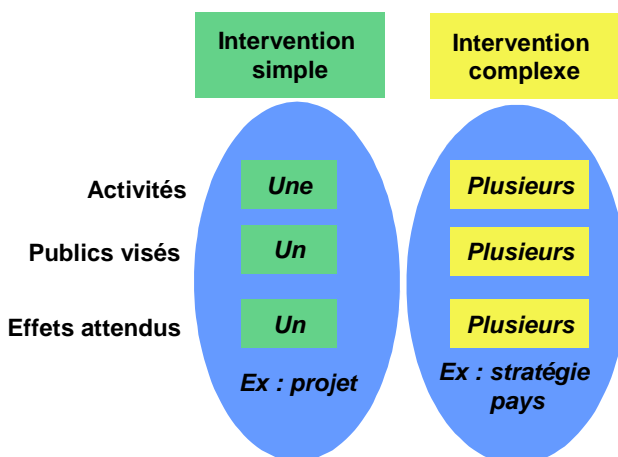 Intervention
simple
Intervention
complexe
Activités
Une
Plusieurs
Publics visés
Un
Plusieurs
Effets attendus
Un
Plusieurs
Ex : projet
Ex : stratégie
pays